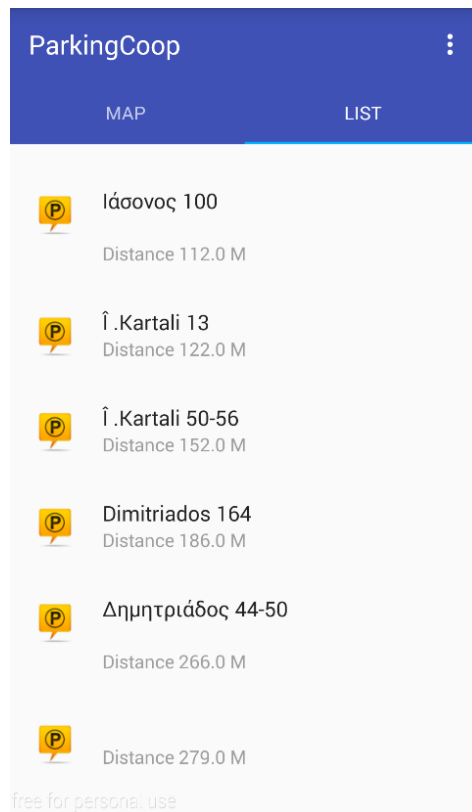 ParkingCoop
MAP LIST
Ιάσονος 100
Distance 112.0 M
Î .Kartali 13
Distance 122.0 M
Î .Kartali 50-56
Distance 152.0 M
Dimitriados 164
Distance 186.0 M
Δημητριάδος 44-50
Distance 266.0 M
Distance 279.0 M
free for personal use